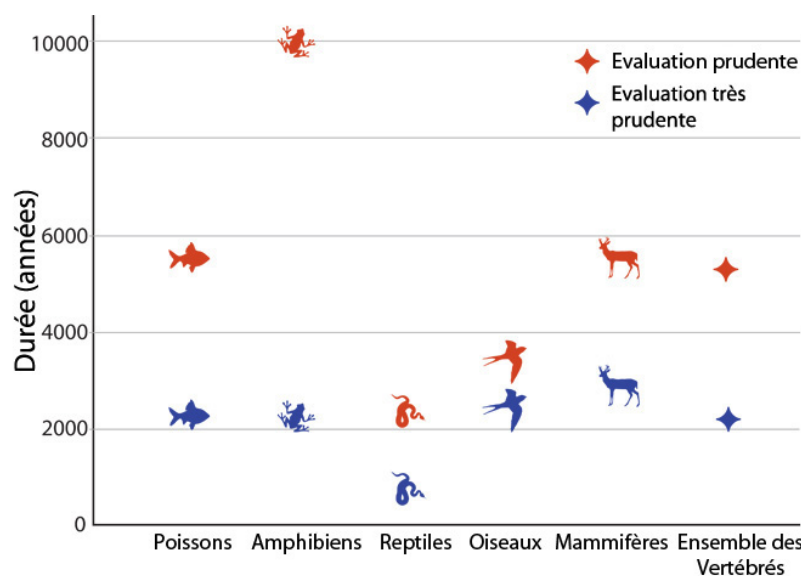 10000
8000
6000
4000
2000
0
Durée (années)
Evaluation prudente
Evaluation très
prudente
Poissons Amphibiens Reptiles Oiseaux Mammifères Ensemble des
Vertébrés